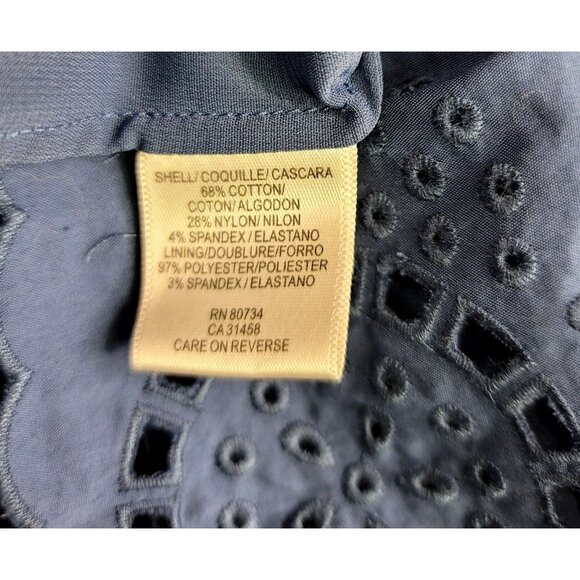 SHELL/ COQUILLE/ CASCARA
68% COTTON/
COTON/ALGODON
28% NYLON/ NILON
4% SPANDEX/ELASTANO
LINING/DOUBLURE/FORRO
97% POLYESTER/POLIESTER
3% SPANDEX/ ELASTANO
RN 80734
CA 31458
CARE ON REVERSE